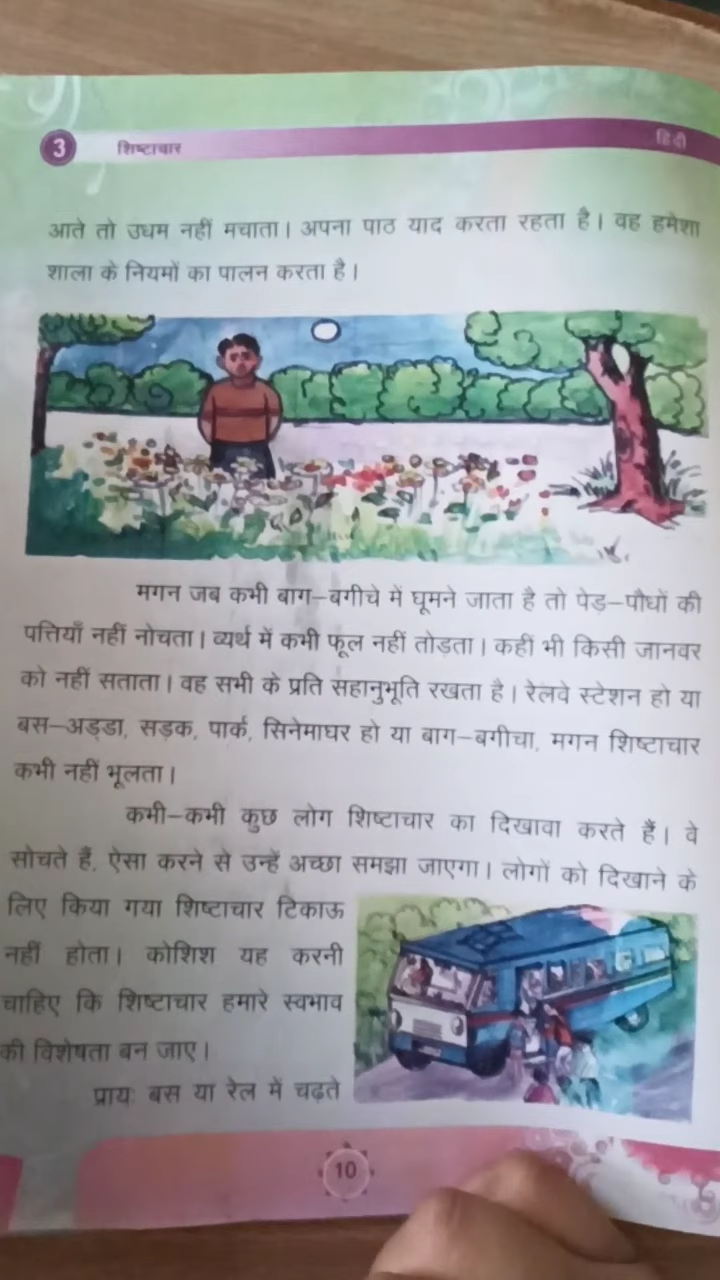 3 शिष्टाचार हिंदी
आते तो उधम नहीं मचाता। अपना पाठ याद करता रहता है। वह हमेशा
शाला के नियमों का पालन करता है।
मगन जब कभी बाग–बगीचे में घूमने जाता है तो पेड़–पौधों की
पत्तियाँ नहीं नोचता। व्यर्थ में कभी फूल नहीं तोड़ता। कहीं भी किसी जानवर
को नहीं सताता। वह सभी के प्रति सहानुभूति रखता है। रेलवे स्टेशन हो या
बस–अड्डा, सड़क, पार्क, सिनेमाघर हो या बाग–बगीचा, मगन शिष्टाचार
कभी नहीं भूलता।
कभी–कभी कुछ लोग शिष्टाचार का दिखावा करते हैं। वे
सोचते हैं, ऐसा करने से उन्हें अच्छा समझा जाएगा। लोगों को दिखाने के
लिए किया गया शिष्टाचार टिकाऊ
नहीं होता। कोशिश यह करनी
चाहिए कि शिष्टाचार हमारे स्वभाव
की विशेषता बन जाए।
प्रायः बस या रेल में चढ़ते
10